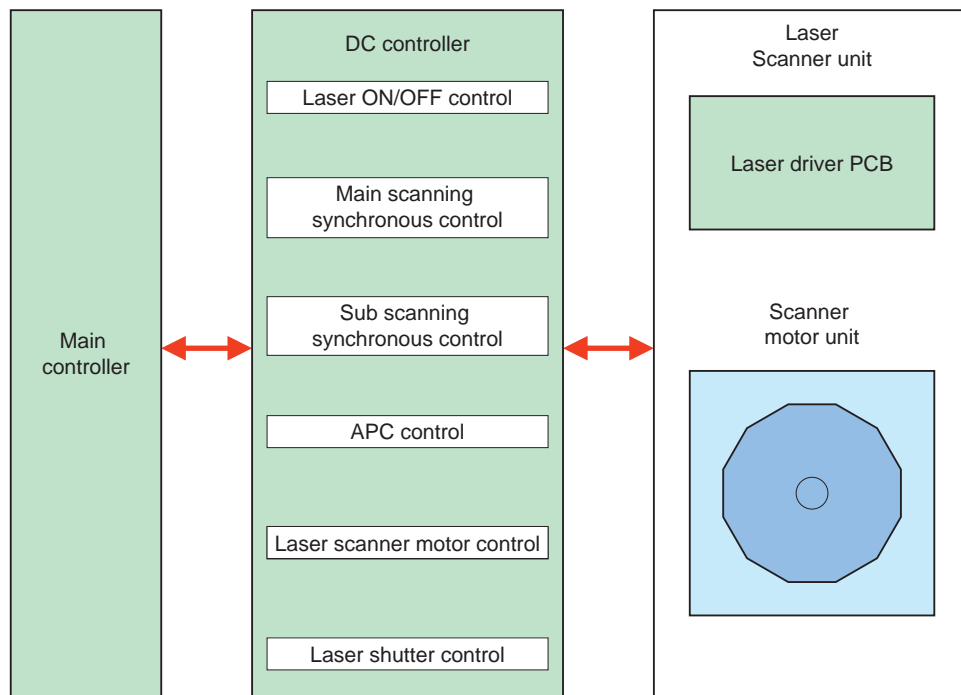 Main
controller
DC controller
Laser ON/OFF control
Main scanning
synchronous control
Sub scanning
synchronous control
APC control
Laser scanner motor control
Laser shutter control
Laser
Scanner unit
Laser driver PCB
Scanner
motor unit